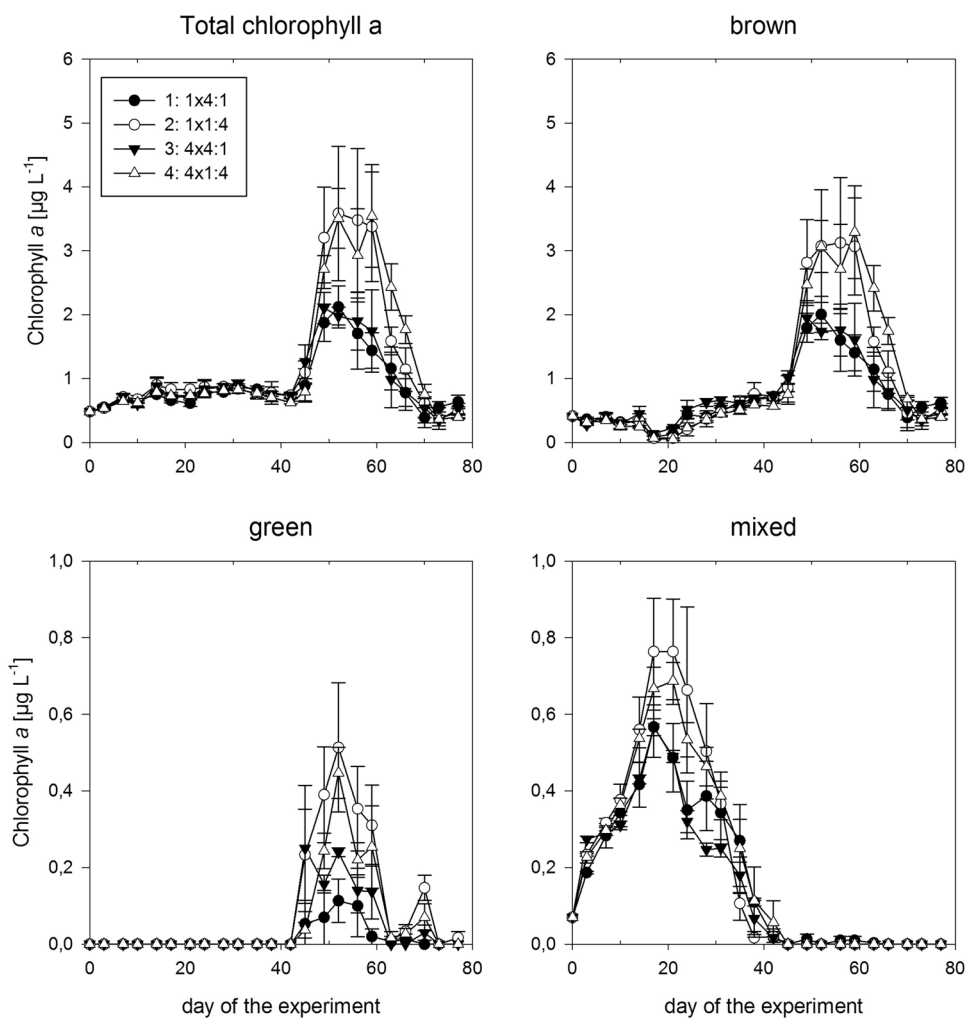 Total chlorophyll a
brown
6
5
4
3
2
1
0
Chlorophyll a [µg L⁻¹]
1: 1x4:1
2: 1x1:4
3: 4x4:1
4: 4x1:4
0 20 40 60 80
6
5
4
3
2
1
0
0 20 40 60 80
green
mixed
1,0
0,8
0,6
0,4
0,2
0,0
Chlorophyll a [µg L⁻¹]
0 20 40 60 80
day of the experiment
1,0
0,8
0,6
0,4
0,2
0,0
0 20 40 60 80
day of the experiment